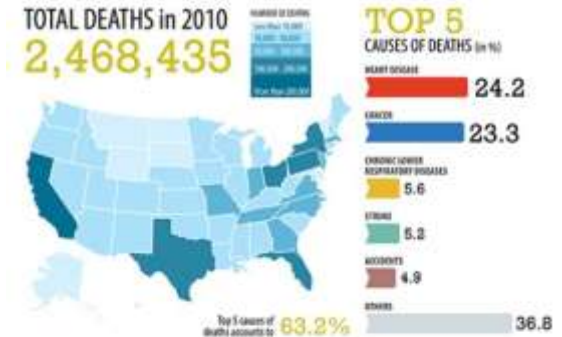 TOTAL DEATHS in 2010
2,468,435
NUMBER OF DEATHS
TOP 5
CAUSES OF DEATHS (in %)
HEART DISEASE
24.2
CANCER
23.3
CHRONIC LOWER
RESPIRATORY DISEASES
5.6
STROKE
5.2
ACCIDENTS
4.9
OTHERS
36.8
Top 5 causes of
deaths accounts to
63.2%